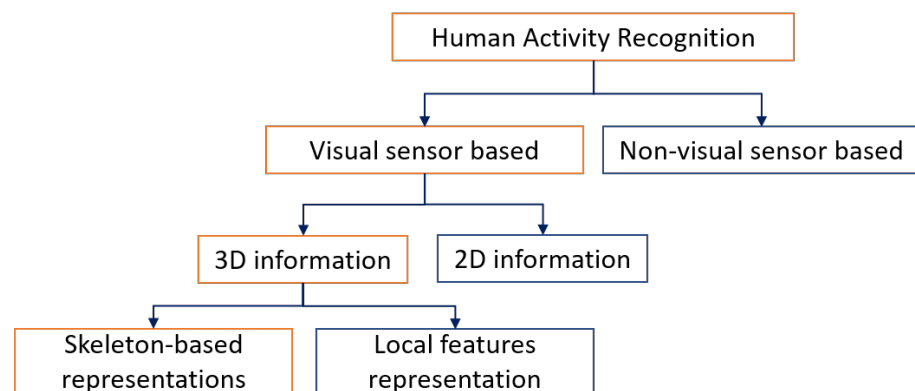 Human Activity Recognition
Visual sensor based
Non-visual sensor based
3D information
2D information
Skeleton-based
representations
Local features
representation